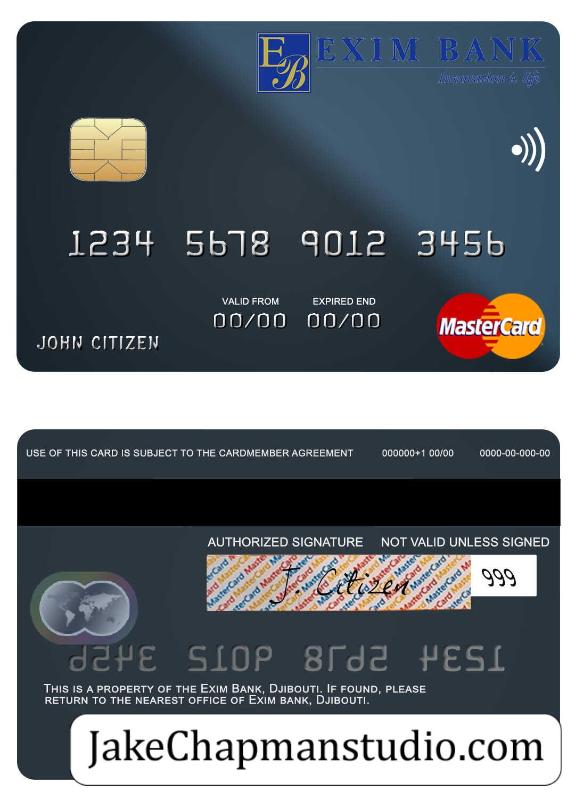 EB EXIM BANK
Innovation is life
1234 5678 9012 3456
VALID FROM EXPIRED END
00/00 00/00
JOHN CITIZEN
MasterCard
USE OF THIS CARD IS SUBJECT TO THE CARDMEMBER AGREEMENT 000000+1 00/00 0000-00-000-00
AUTHORIZED SIGNATURE NOT VALID UNLESS SIGNED
J. Citizen 999
THIS IS A PROPERTY OF THE EXIM BANK, DJIBOUTI. IF FOUND, PLEASE
RETURN TO THE NEAREST OFFICE OF EXIM BANK, DJIBOUTI.
JakeChapmanstudio.com